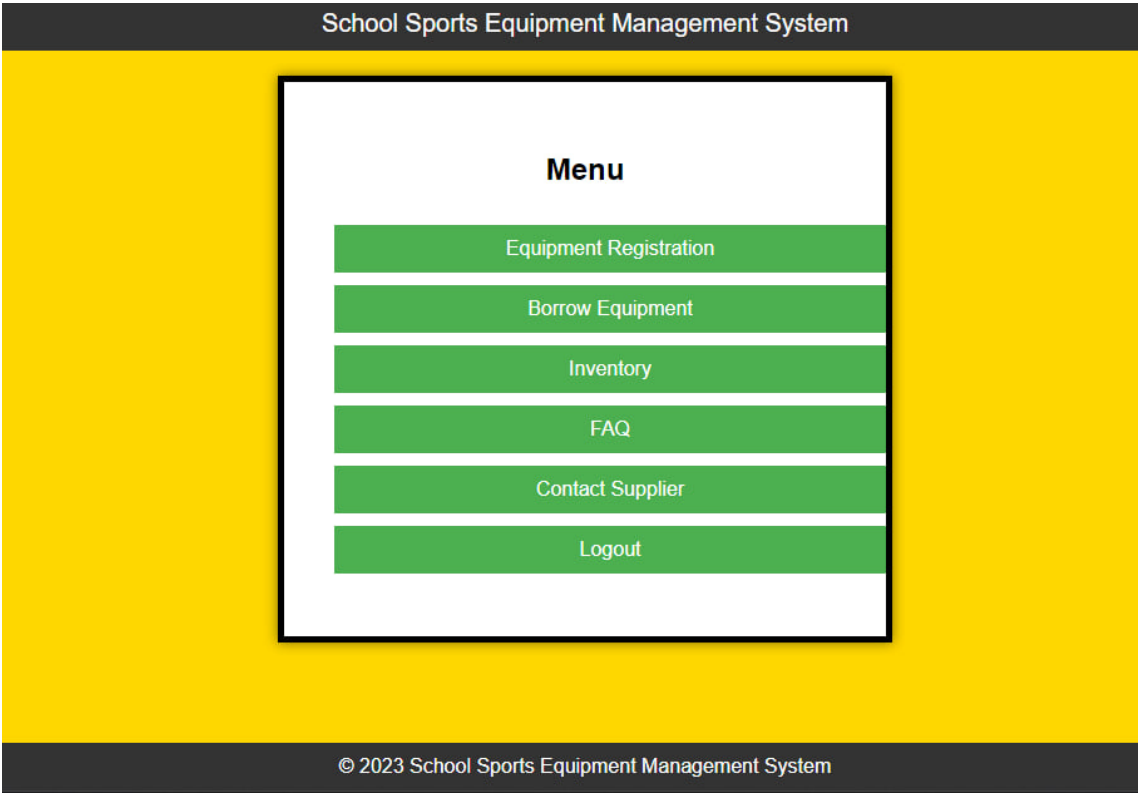 School Sports Equipment Management System
Menu
Equipment Registration
Borrow Equipment
Inventory
FAQ
Contact Supplier
Logout
© 2023 School Sports Equipment Management System